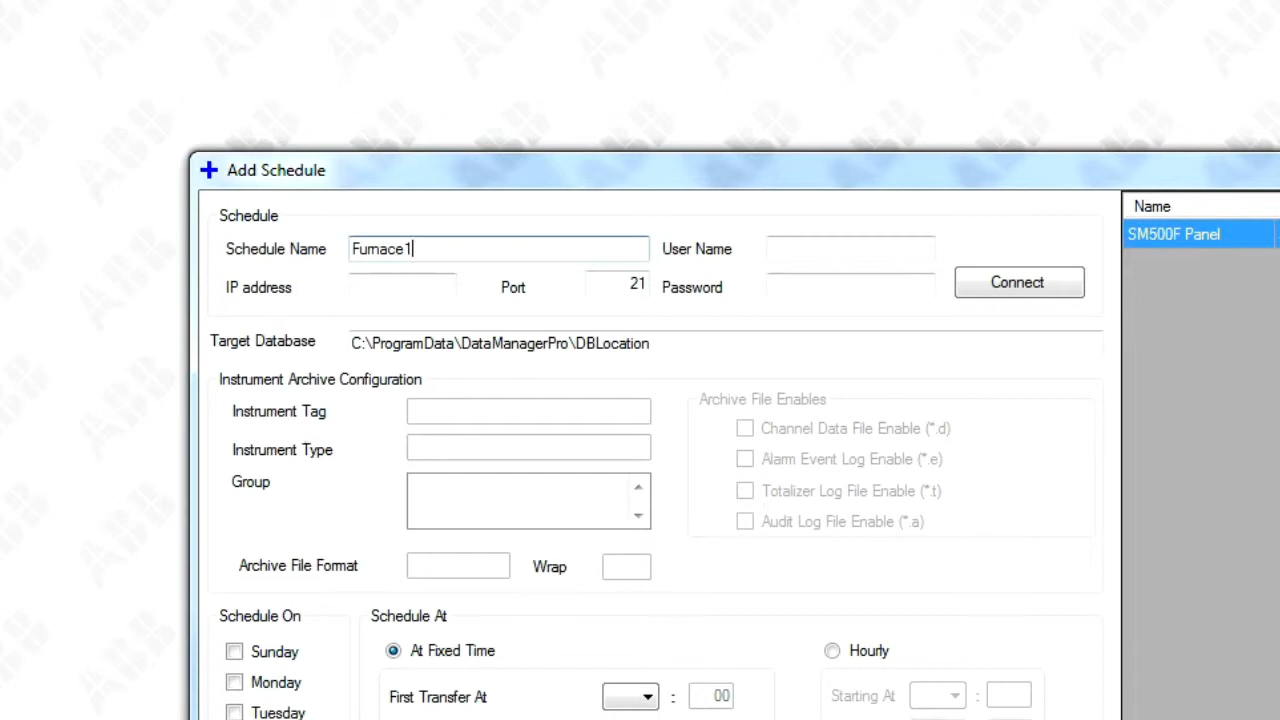 Add Schedule
Schedule
Schedule Name Furnace1 User Name
IP address Port 21 Password Connect
Target Database C:\ProgramData\DataManagerPro\DBLocation
Instrument Archive Configuration
Instrument Tag
Instrument Type
Group
Archive File Format Wrap
Archive File Enables
Channel Data File Enable (*.d)
Alarm Event Log Enable (*.e)
Totalizer Log File Enable (*.t)
Audit Log File Enable (*.a)
Schedule On
Sunday
Monday
Tuesday
Schedule At
At Fixed Time
First Transfer At : 00
Hourly
Starting At :
Name
SM500F Panel